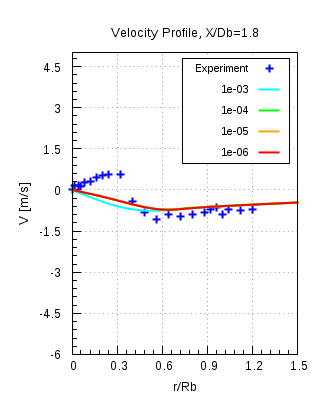 Velocity Profile, X/Db=1.8
4.5
3
1.5
0
-1.5
-3
-4.5
-6
V [m/s]
Experiment
1e-03
1e-04
1e-05
1e-06
0 0.3 0.6 0.9 1.2 1.5
r/Rb